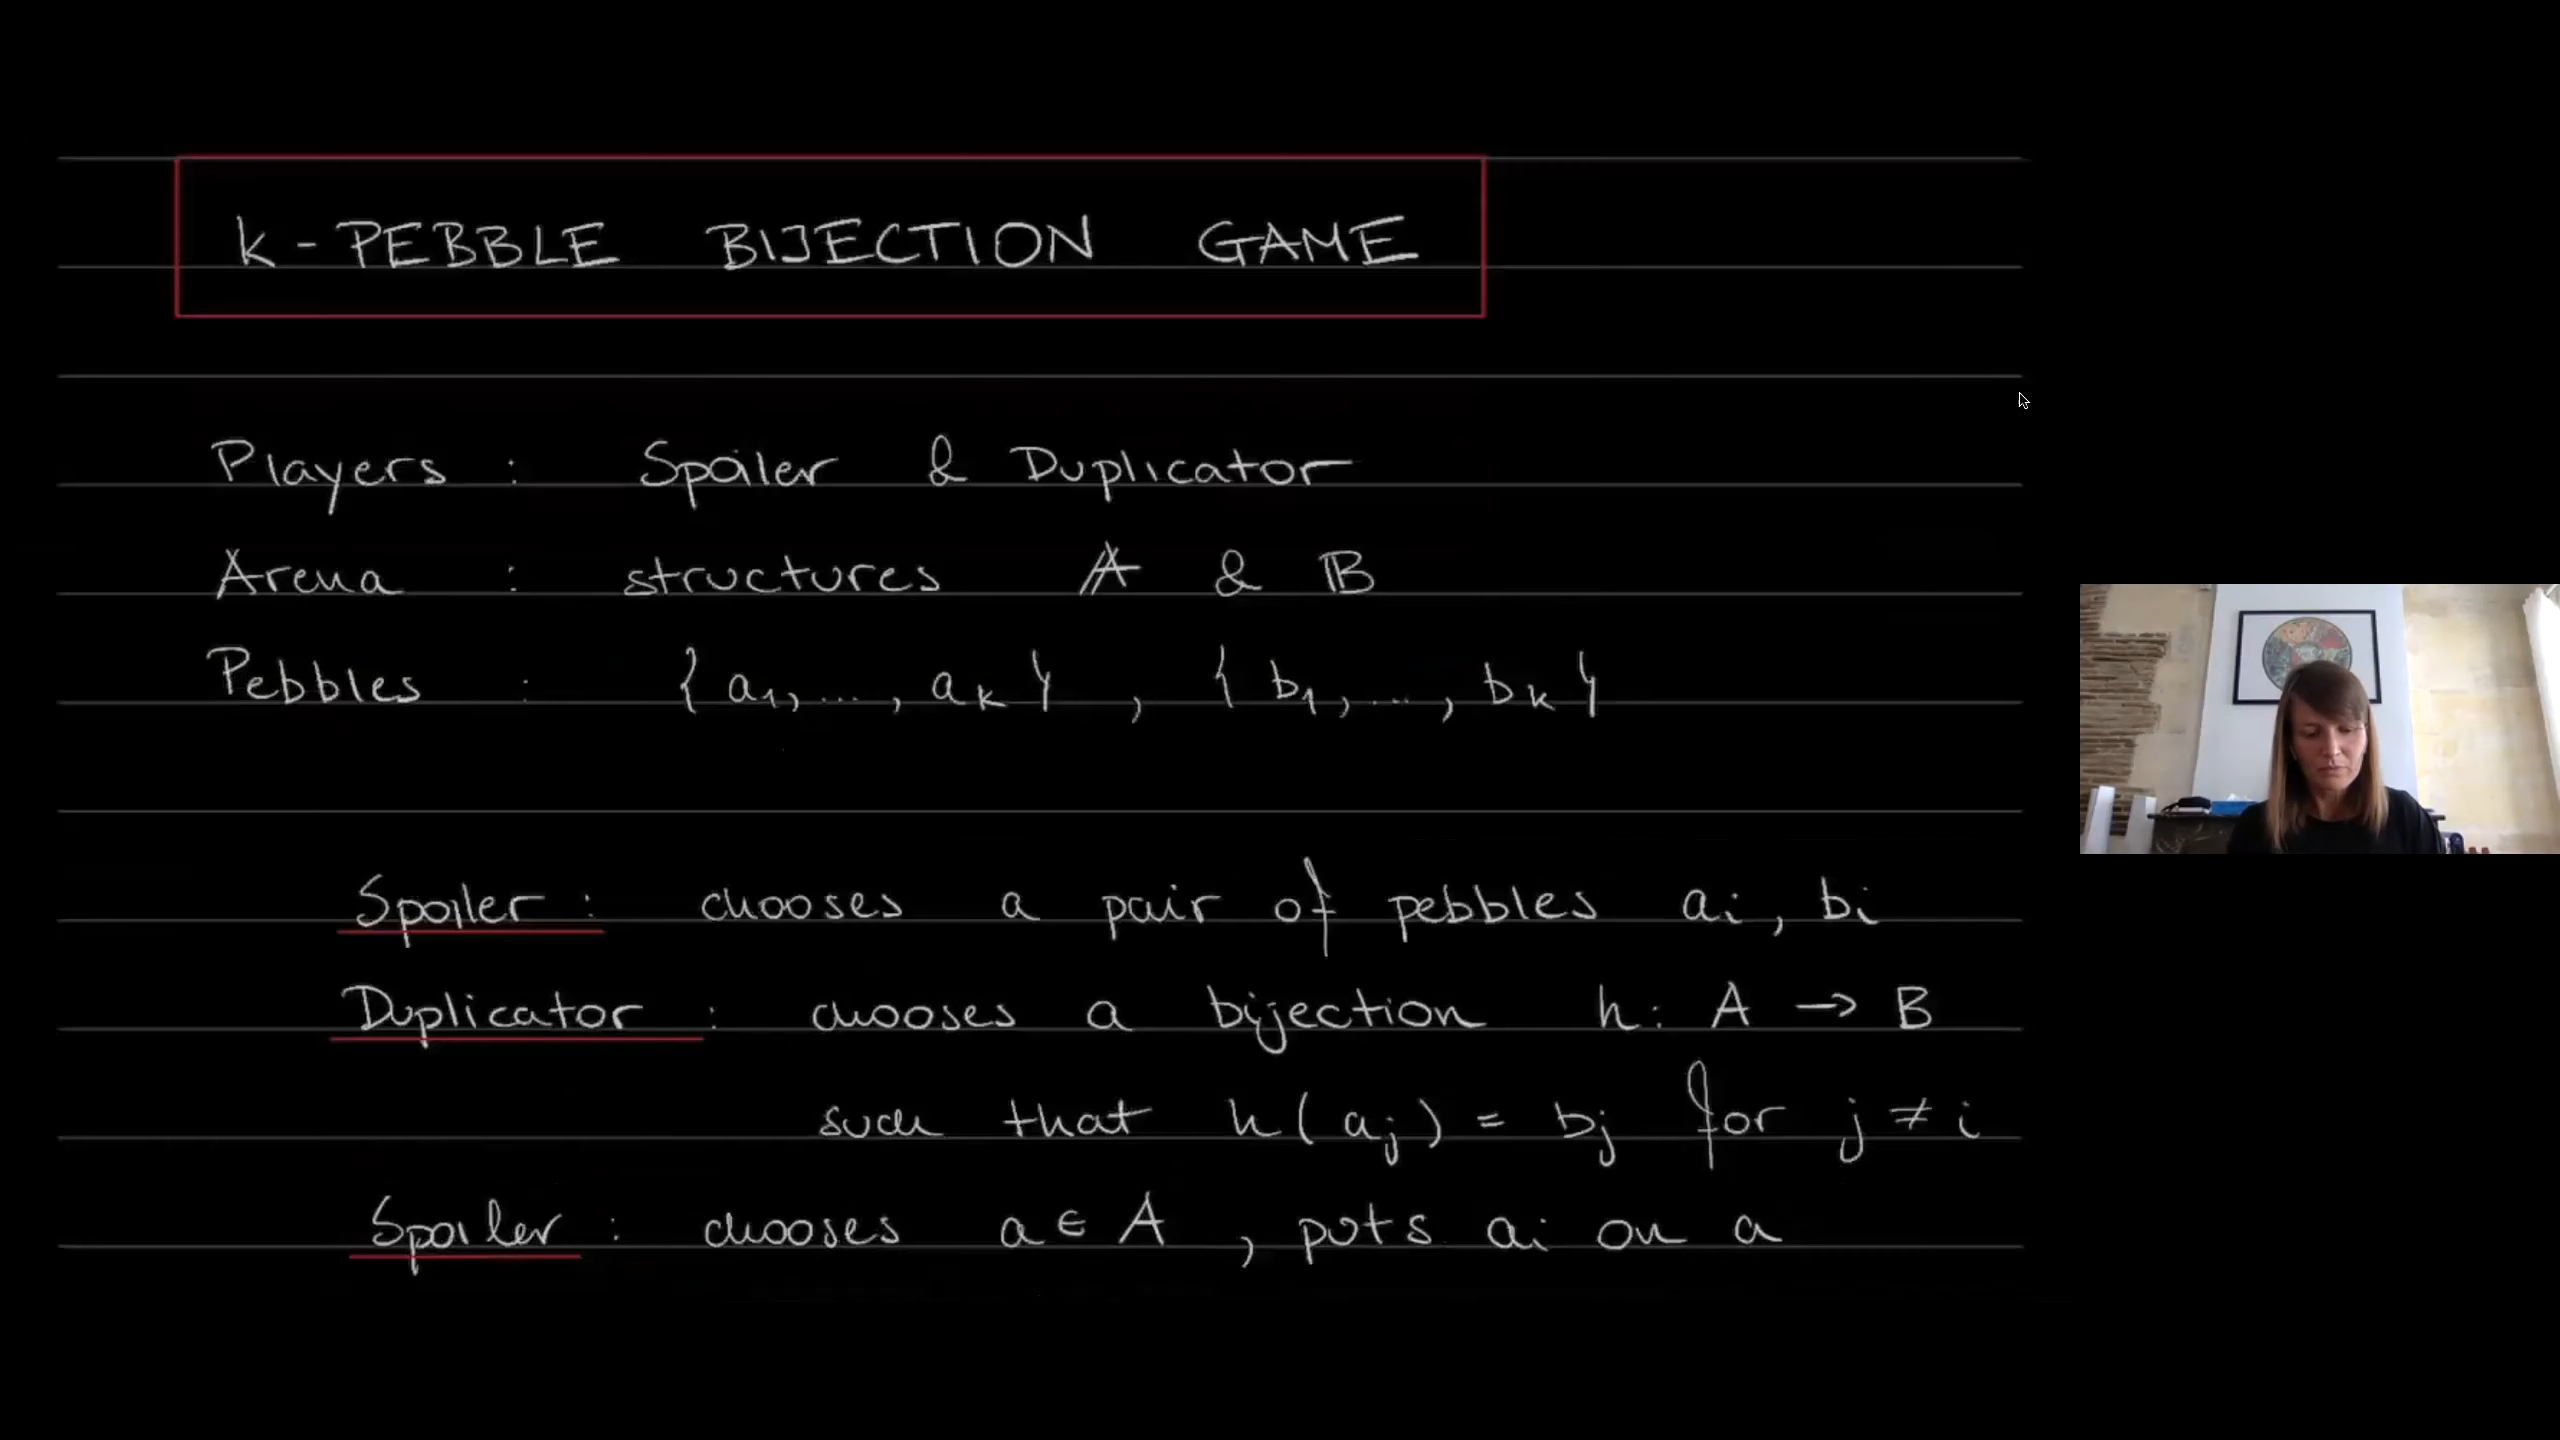 k - PEBBLE BIJECTION GAME
Players : Spoiler & Duplicator
Arena : structures 𝔸 & 𝔹
Pebbles : { a₁, ... , aₖ } , { b₁, ... , bₖ }
Spoiler : chooses a pair of pebbles aᵢ , bᵢ
Duplicator : chooses a bijection h : A → B
such that h ( aⱼ ) = bⱼ for j ≠ i
Spoiler : chooses a ∈ A , puts aᵢ on a